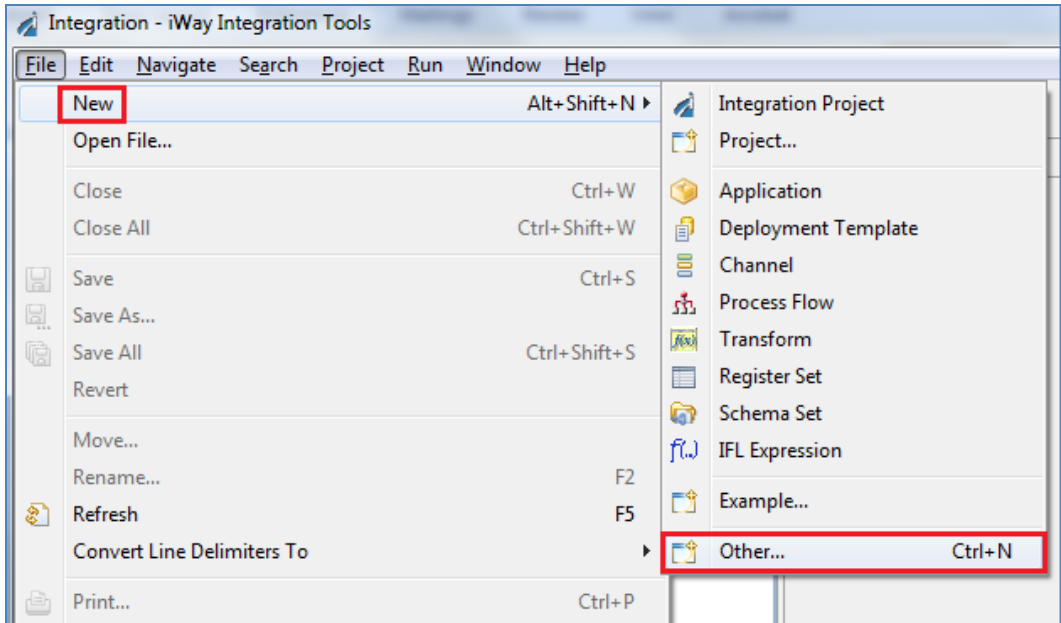 Integration - iWay Integration Tools
File Edit Navigate Search Project Run Window Help
New Alt+Shift+N
Open File...
Close Ctrl+W
Close All Ctrl+Shift+W
Save Ctrl+S
Save As...
Save All Ctrl+Shift+S
Revert
Move...
Rename... F2
Refresh F5
Convert Line Delimiters To
Print... Ctrl+P
Integration Project
Project...
Application
Deployment Template
Channel
Process Flow
f(x) Transform
Register Set
Schema Set
f(..) IFL Expression
Example...
Other... Ctrl+N